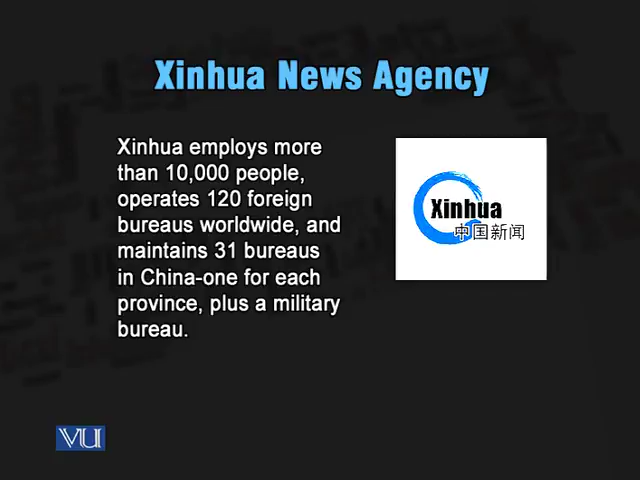 Xinhua News Agency
Xinhua employs more
than 10,000 people,
operates 120 foreign
bureaus worldwide, and
maintains 31 bureaus
in China-one for each
province, plus a military
bureau.
Xinhua
中国新闻
VU